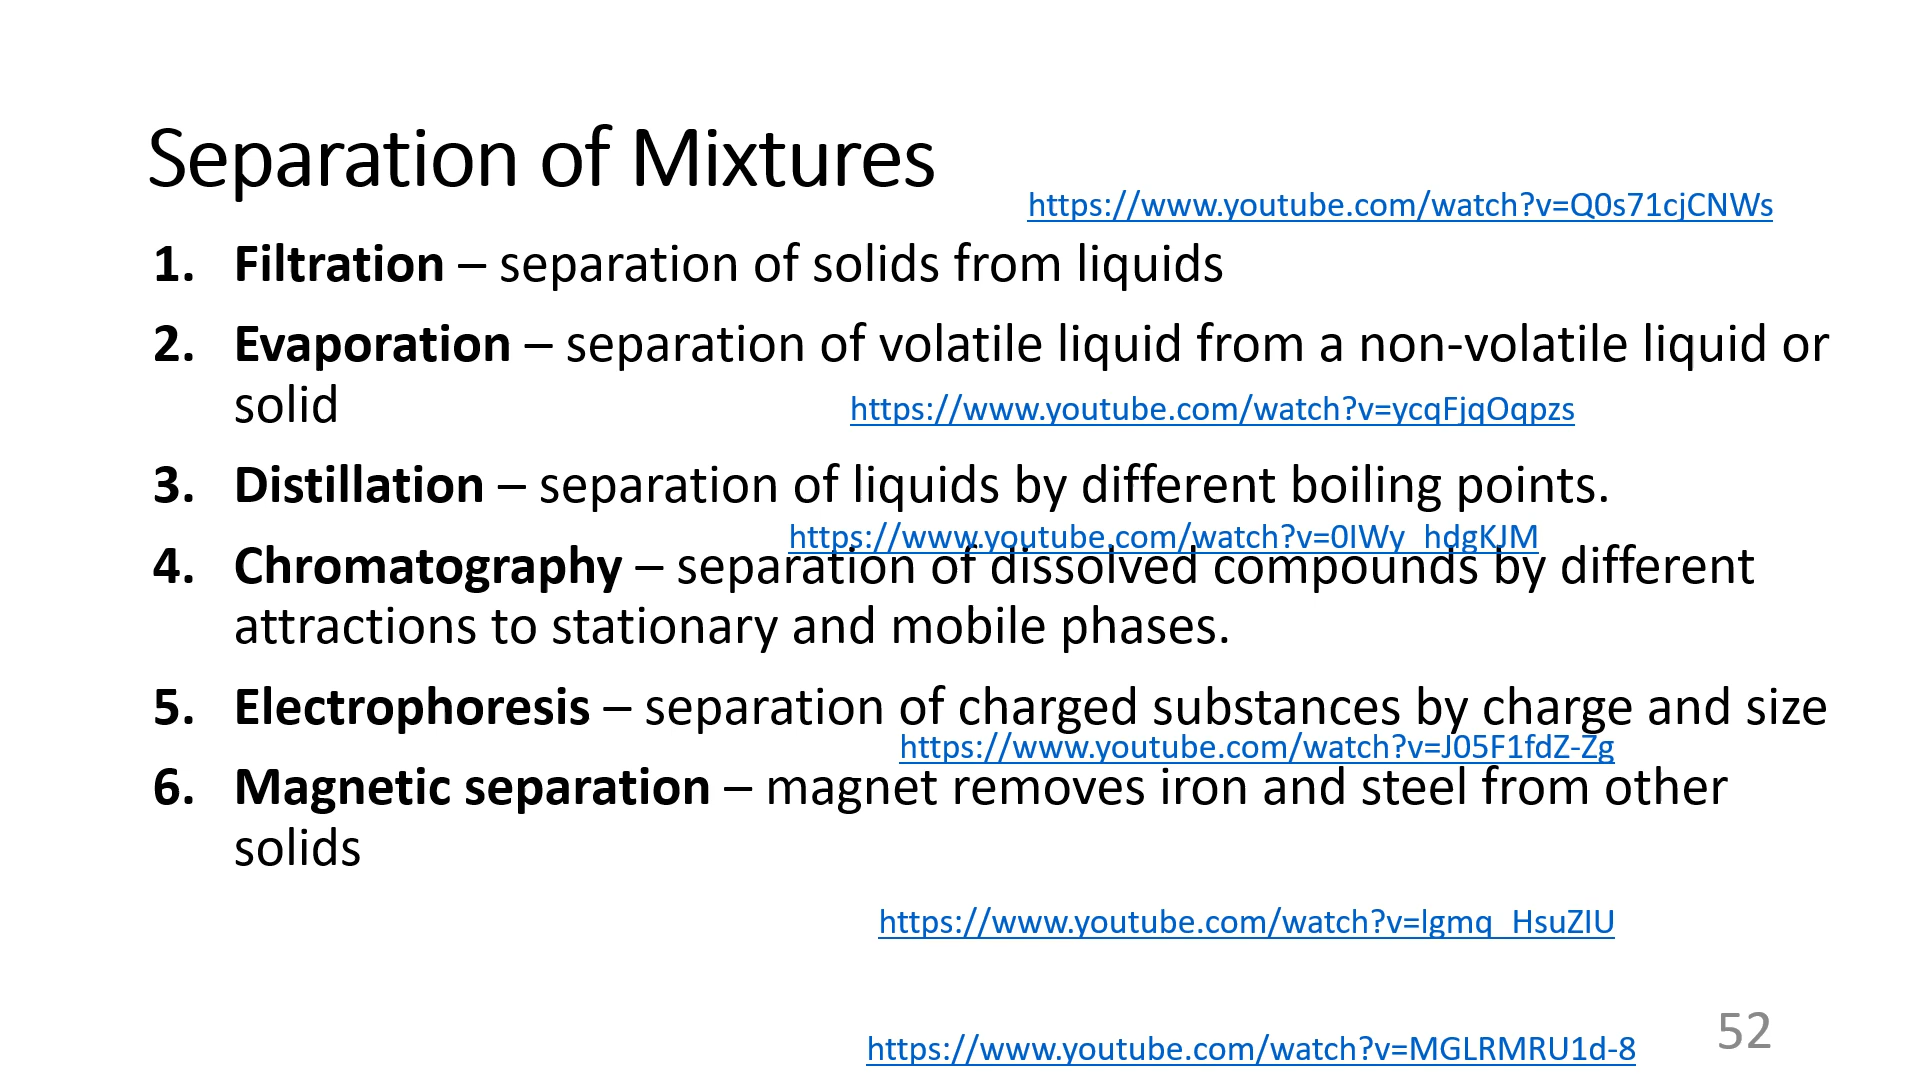 Separation of Mixtures
https://www.youtube.com/watch?v=Q0s71cjCNWs
1. Filtration – separation of solids from liquids
2. Evaporation – separation of volatile liquid from a non-volatile liquid or
solid
https://www.youtube.com/watch?v=ycqFjqOqpzs
3. Distillation – separation of liquids by different boiling points.
https://www.youtube.com/watch?v=0IWy_hdgKJM
4. Chromatography – separation of dissolved compounds by different
attractions to stationary and mobile phases.
5. Electrophoresis – separation of charged substances by charge and size
https://www.youtube.com/watch?v=J05F1fdZ-Zg
6. Magnetic separation – magnet removes iron and steel from other
solids
https://www.youtube.com/watch?v=lgmq_HsuZIU
52
https://www.youtube.com/watch?v=MGLRMRU1d-8